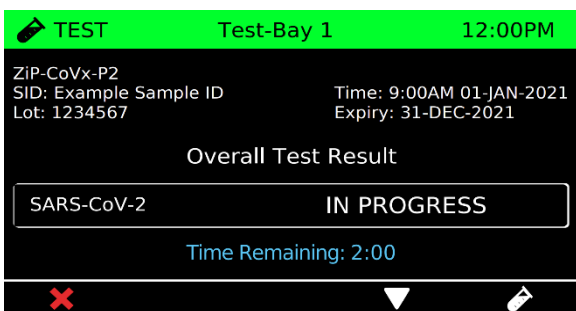 TEST Test-Bay 1 12:00PM
ZiP-CoVx-P2
SID: Example Sample ID Time: 9:00AM 01-JAN-2021
Lot: 1234567 Expiry: 31-DEC-2021
Overall Test Result
SARS-CoV-2 IN PROGRESS
Time Remaining: 2:00